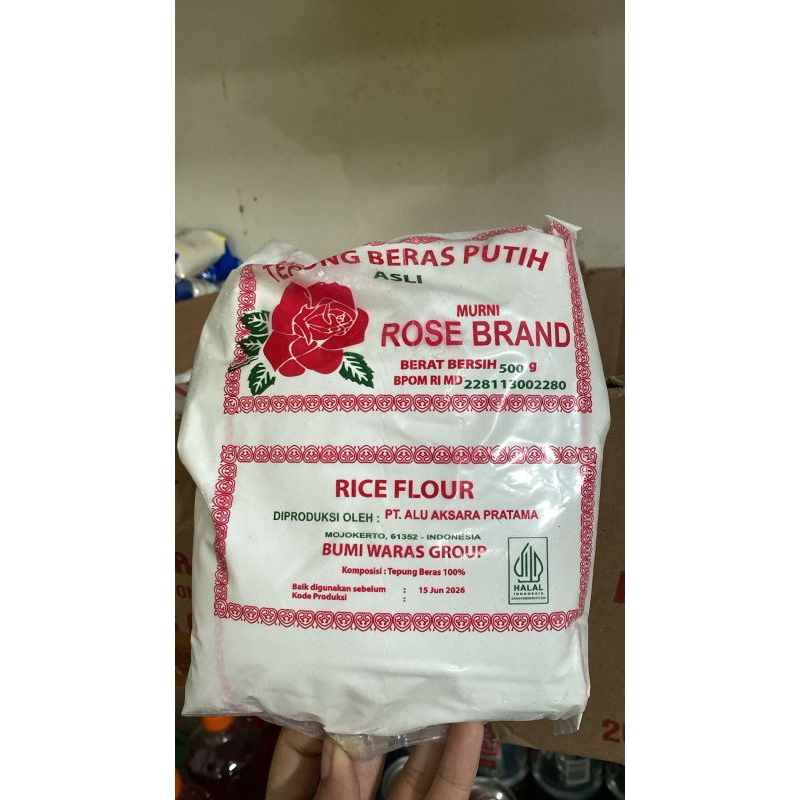 TEPUNG BERAS PUTIH
ASLI
MURNI
ROSE BRAND
BERAT BERSIH 500 g
BPOM RI MD 228113002280
RICE FLOUR
DIPRODUKSI OLEH : PT. ALU AKSARA PRATAMA
MOJOKERTO, 61352 - INDONESIA
BUMI WARAS GROUP
Komposisi : Tepung Beras 100%
Baik digunakan sebelum : 15 Jun 2026
Kode Produksi :
HALAL
INDONESIA